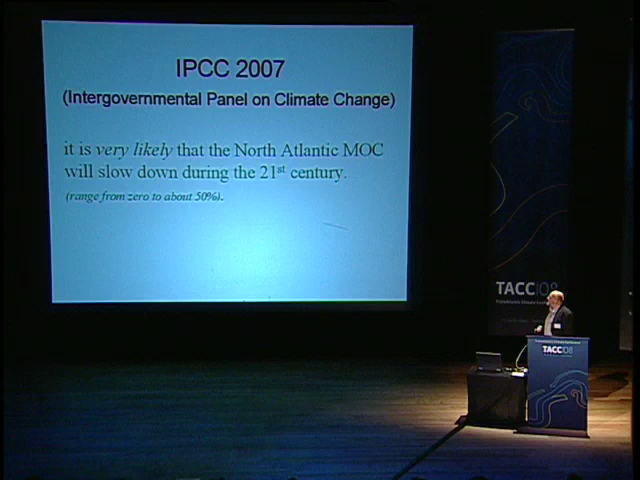 IPCC 2007
(Intergovernmental Panel on Climate Change)
it is very likely that the North Atlantic MOC
will slow down during the 21st century.
(range from zero to about 50%).
TACC08
TACC08